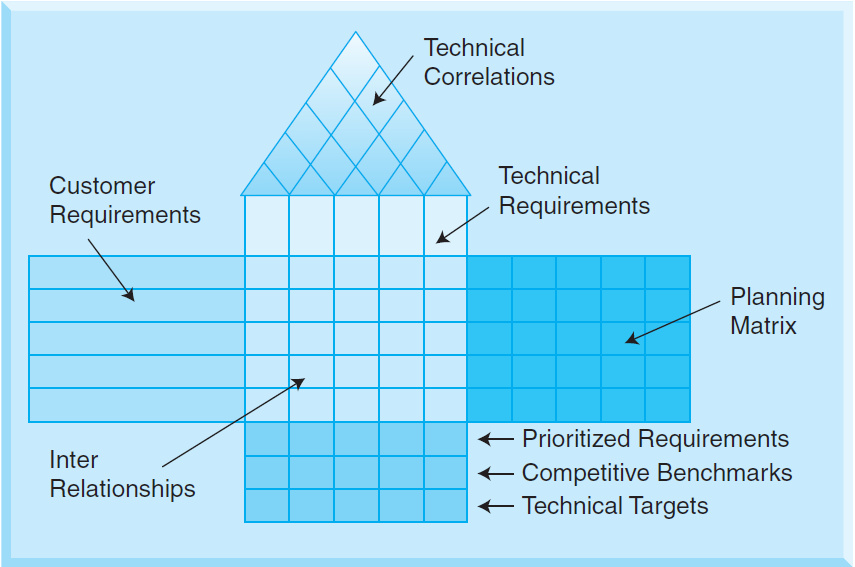 Technical
Correlations
Customer
Requirements
Technical
Requirements
Planning
Matrix
Inter
Relationships
Prioritized Requirements
Competitive Benchmarks
Technical Targets